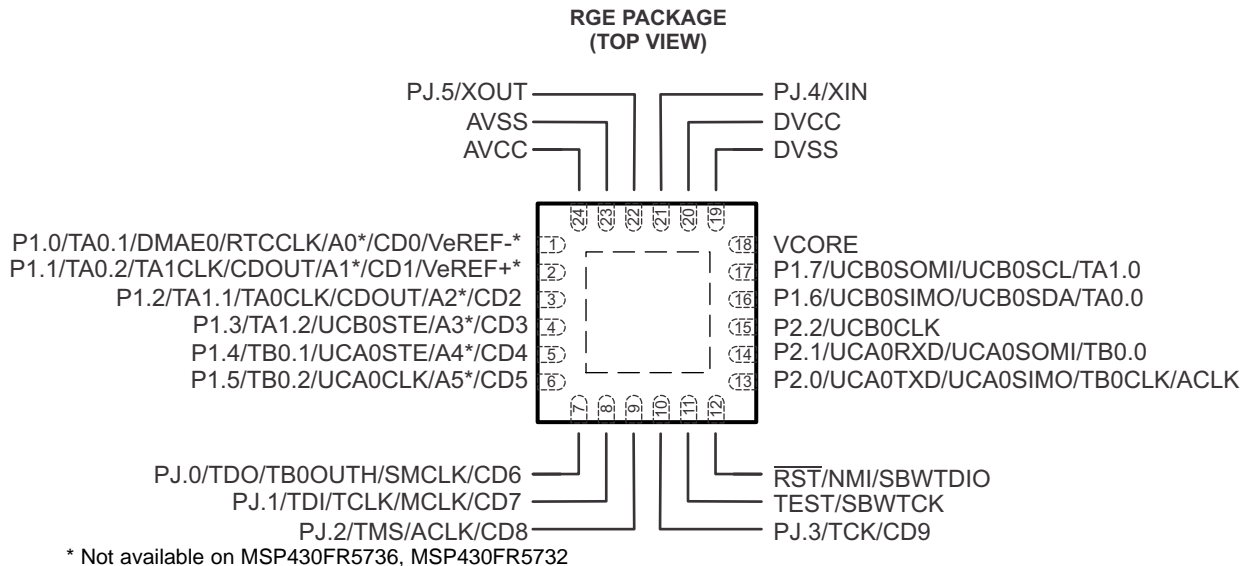 RGE PACKAGE
(TOP VIEW)
PJ.5/XOUT
AVSS
AVCC
PJ.4/XIN
DVCC
DVSS
24 23 22 21 20 19
P1.0/TA0.1/DMAE0/RTCCLK/A0*/CD0/VeREF-* 1
P1.1/TA0.2/TA1CLK/CDOUT/A1*/CD1/VeREF+* 2
P1.2/TA1.1/TA0CLK/CDOUT/A2*/CD2 3
P1.3/TA1.2/UCB0STE/A3*/CD3 4
P1.4/TB0.1/UCA0STE/A4*/CD4 5
P1.5/TB0.2/UCA0CLK/A5*/CD5 6
18 VCORE
17 P1.7/UCB0SOMI/UCB0SCL/TA1.0
16 P1.6/UCB0SIMO/UCB0SDA/TA0.0
15 P2.2/UCB0CLK
14 P2.1/UCA0RXD/UCA0SOMI/TB0.0
13 P2.0/UCA0TXD/UCA0SIMO/TB0CLK/ACLK
7 8 9 10 11 12
PJ.0/TDO/TB0OUTH/SMCLK/CD6
PJ.1/TDI/TCLK/MCLK/CD7
PJ.2/TMS/ACLK/CD8
RST/NMI/SBWTDIO
TEST/SBWTCK
PJ.3/TCK/CD9
* Not available on MSP430FR5736, MSP430FR5732